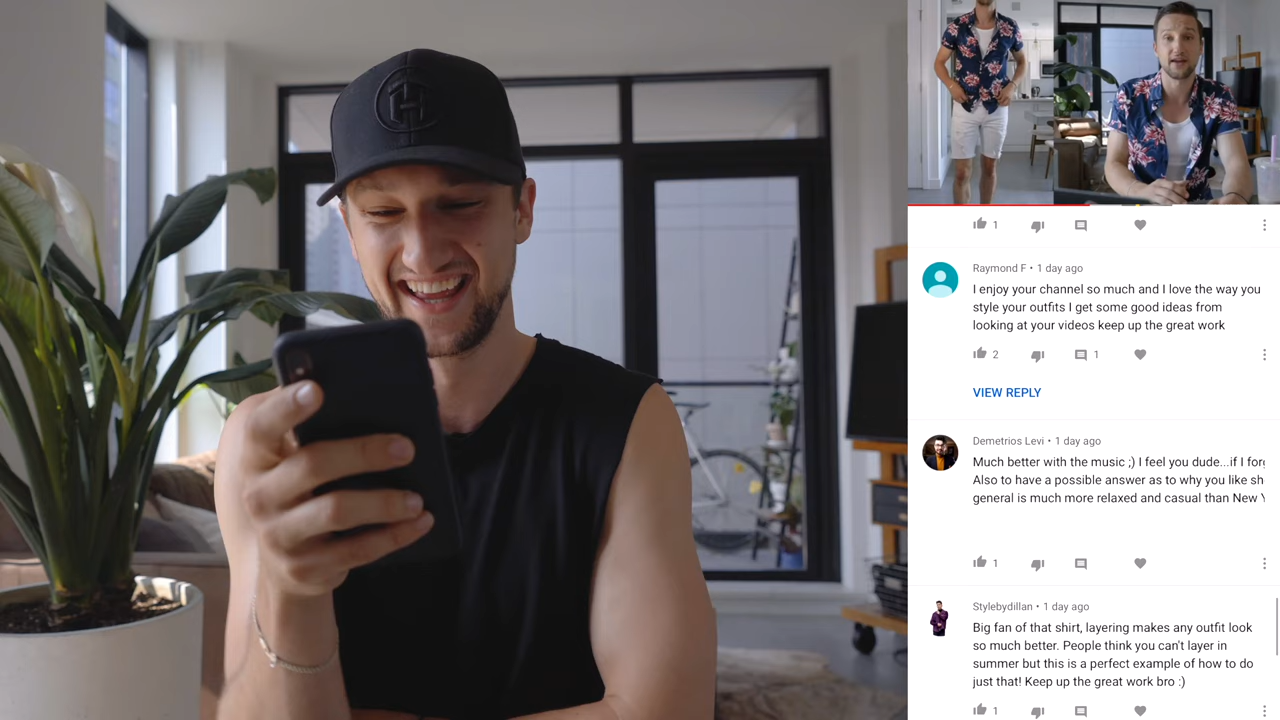 1
Raymond F • 1 day ago
I enjoy your channel so much and I love the way you
style your outfits I get some good ideas from
looking at your videos keep up the great work
2 1
VIEW REPLY
Demetrios Levi • 1 day ago
Much better with the music ;) I feel you dude...if I
Also to have a possible answer as to why you like
general is much more relaxed and casual than New
1
Stylebydillan • 1 day ago
Big fan of that shirt, layering makes any outfit look
so much better. People think you can't layer in
summer but this is a perfect example of how to do
just that! Keep up the great work bro :)
1